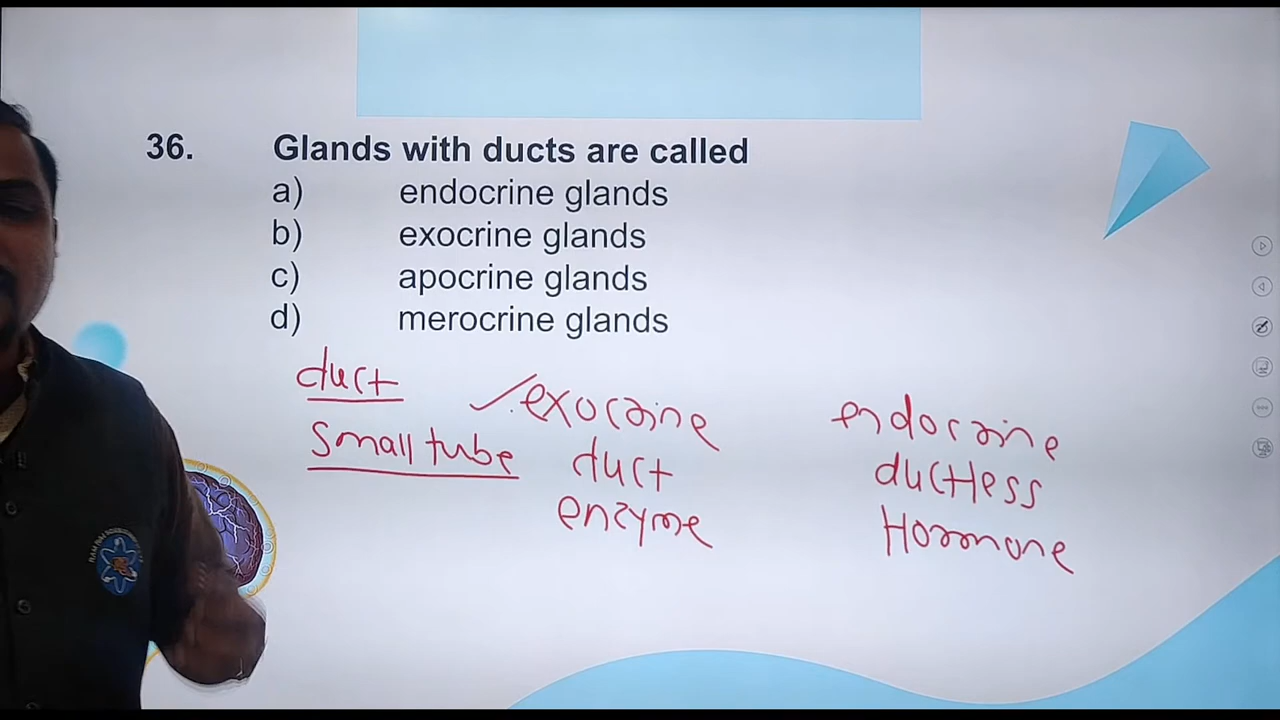 36. Glands with ducts are called
a) endocrine glands
b) exocrine glands
c) apocrine glands
d) merocrine glands
duct
small tube
exocrine
duct
enzyme
endocrine
ductless
Hormone